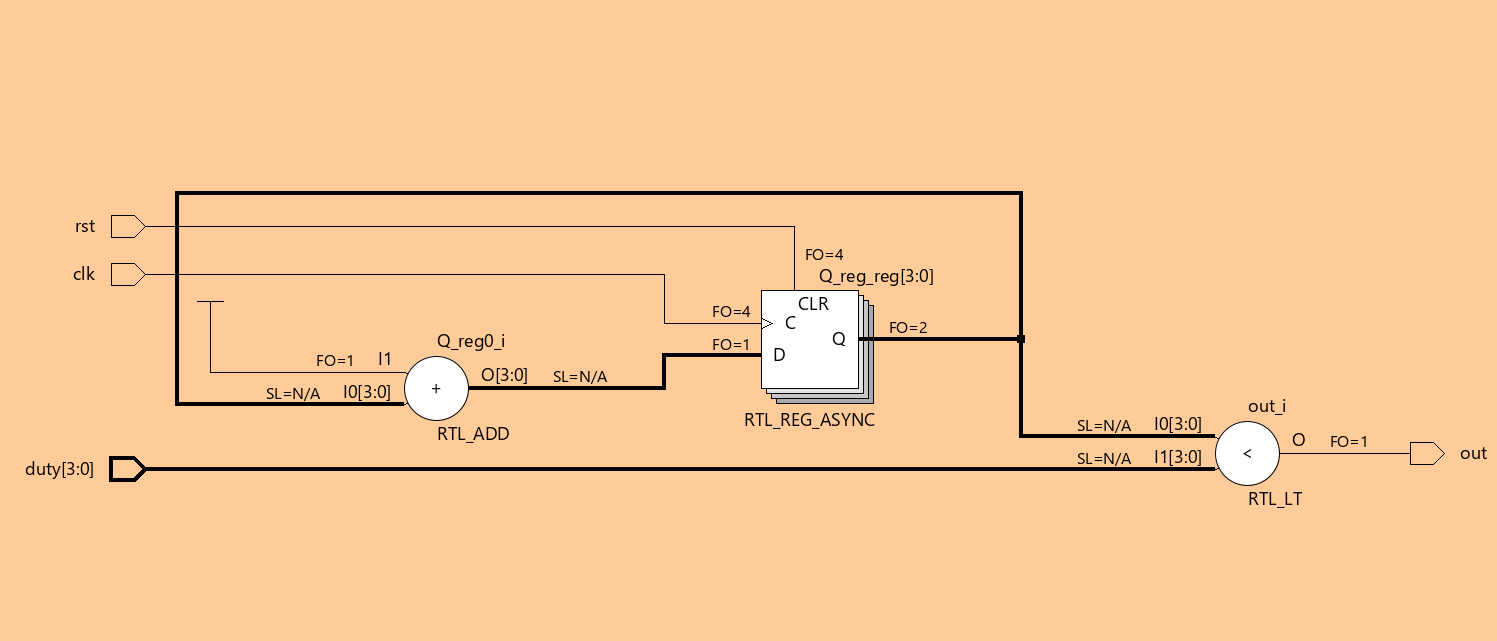 rst
FO=4
clk
Q_reg_reg[3:0]
CLR
FO=4
C
FO=2
Q
Q_reg0_i
FO=1
D
FO=1
I1
O[3:0]
SL=N/A
SL=N/A
I0[3:0]
+
RTL_ADD
RTL_REG_ASYNC
out_i
SL=N/A
I0[3:0]
O
FO=1
<
out
SL=N/A
I1[3:0]
duty[3:0]
RTL_LT